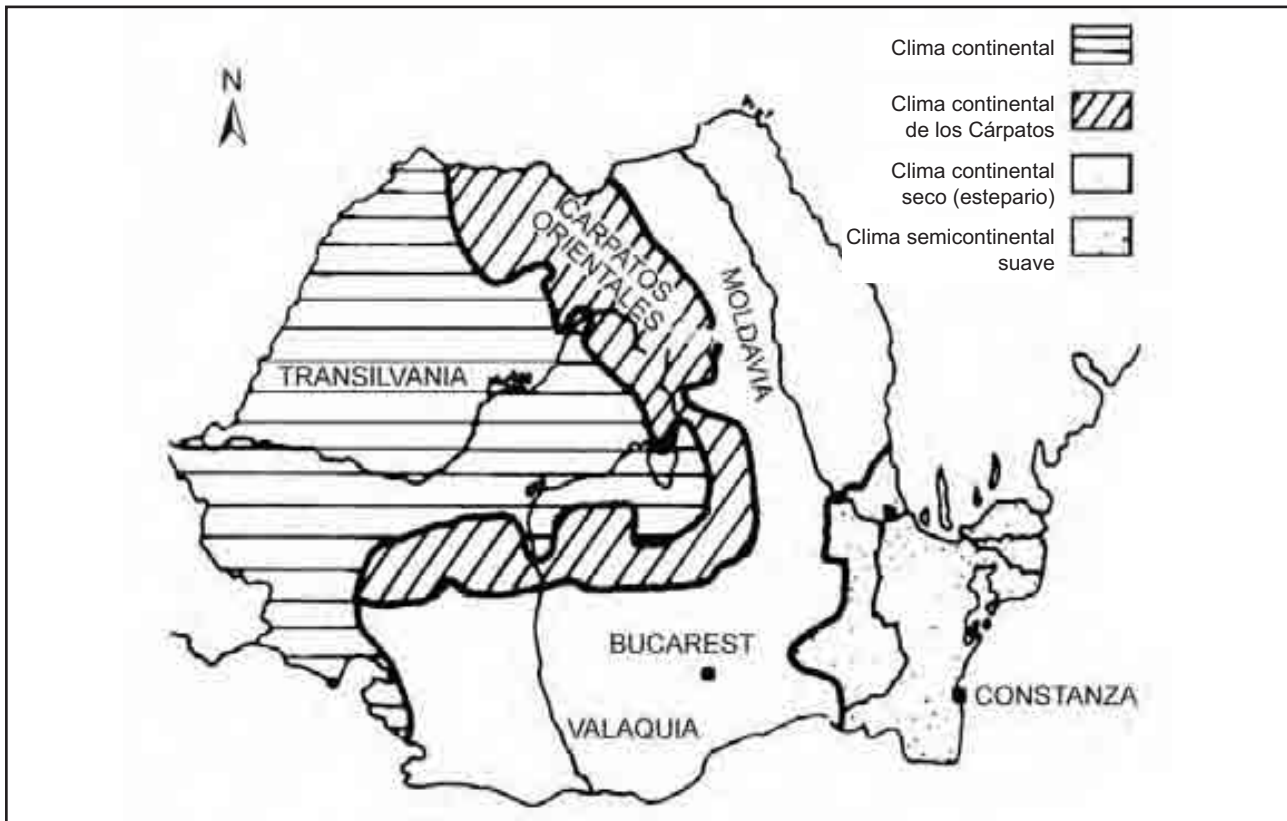 Clima continental
Clima continental
de los Cárpatos
Clima continental
seco (estepario)
Clima semicontinental
suave
N
CARPATOS
ORIENTALES
MOLDAVIA
TRANSILVANIA
BUCAREST
CONSTANZA
VALAQUIA